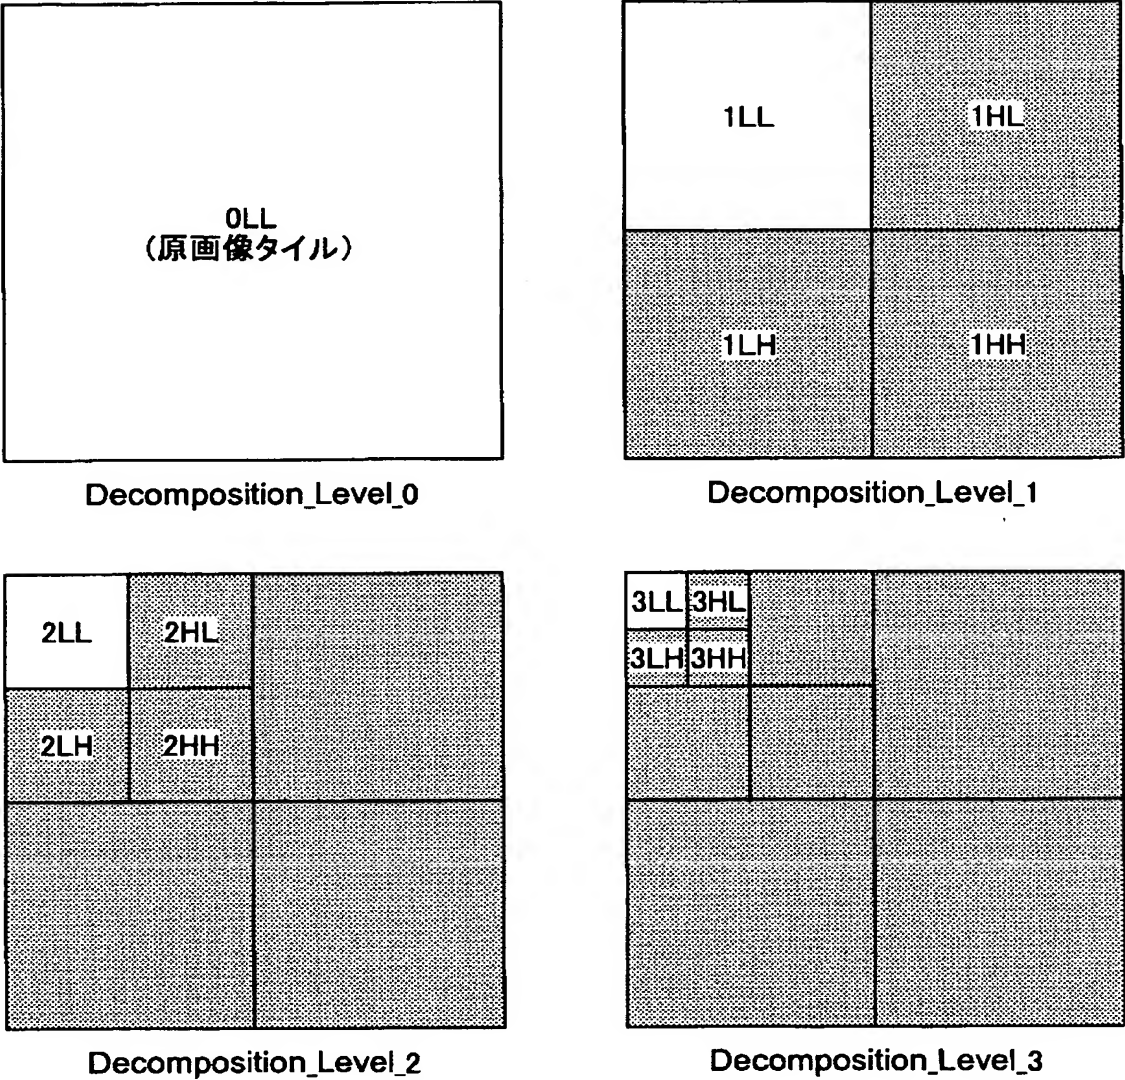 0LL
（原画像タイル）
Decomposition_Level_0
1LL 1HL
1LH 1HH
Decomposition_Level_1
2LL 2HL
2LH 2HH
Decomposition_Level_2
3LL 3HL
3LH 3HH
Decomposition_Level_3